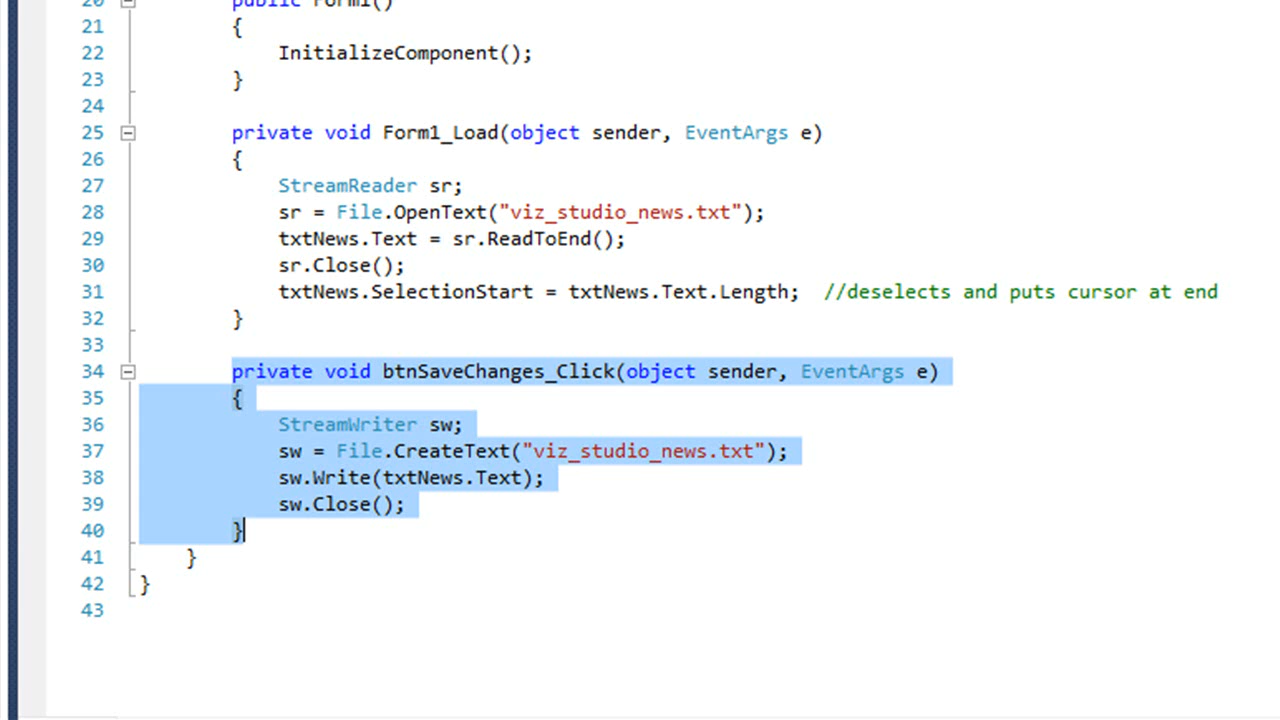 20 public Form1()
21 {
22 InitializeComponent();
23 }
24
25 private void Form1_Load(object sender, EventArgs e)
26 {
27 StreamReader sr;
28 sr = File.OpenText("viz_studio_news.txt");
29 txtNews.Text = sr.ReadToEnd();
30 sr.Close();
31 txtNews.SelectionStart = txtNews.Text.Length;  //deselects and puts cursor at end
32 }
33
34 private void btnSaveChanges_Click(object sender, EventArgs e)
35 {
36 StreamWriter sw;
37 sw = File.CreateText("viz_studio_news.txt");
38 sw.Write(txtNews.Text);
39 sw.Close();
40 }
41 }
42 }
43